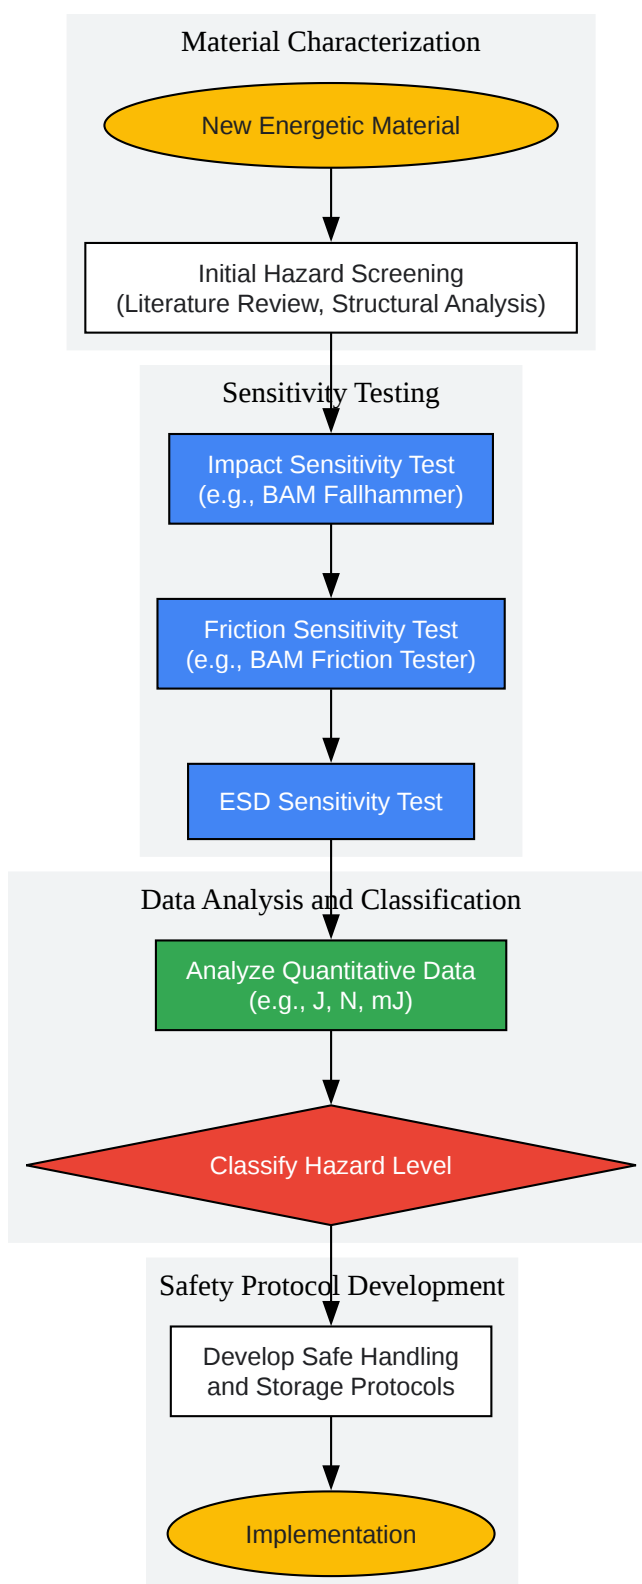 Material Characterization
New Energetic Material
Initial Hazard Screening
(Literature Review, Structural Analysis)
Sensitivity Testing
Impact Sensitivity Test
(e.g., BAM Fallhammer)
Friction Sensitivity Test
(e.g., BAM Friction Tester)
ESD Sensitivity Test
Data Analysis and Classification
Analyze Quantitative Data
(e.g., J, N, mJ)
Classify Hazard Level
Safety Protocol Development
Develop Safe Handling
and Storage Protocols
Implementation